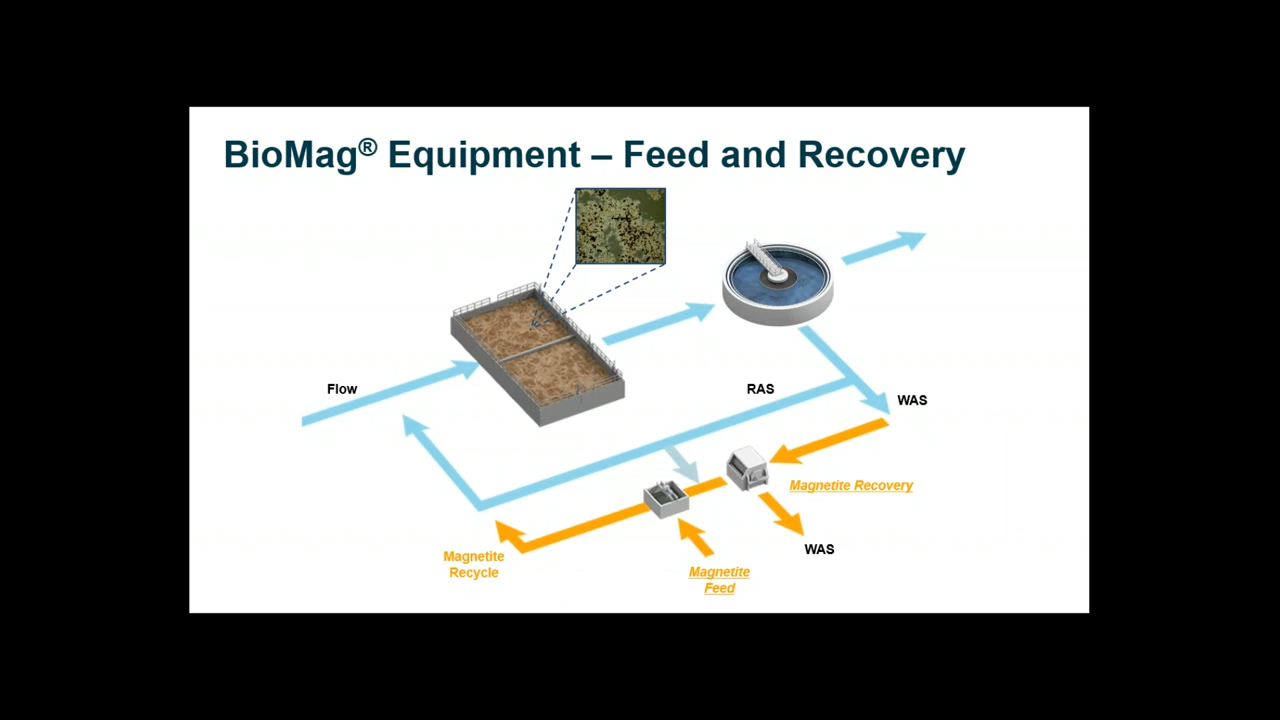 BioMag® Equipment – Feed and Recovery
Flow
RAS
WAS
Magnetite Recovery
WAS
Magnetite
Recycle
Magnetite
Feed